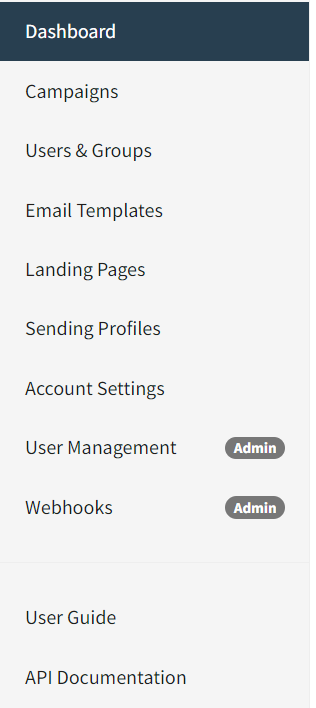 Dashboard
Campaigns
Users & Groups
Email Templates
Landing Pages
Sending Profiles
Account Settings
User Management Admin
Webhooks Admin
User Guide
API Documentation